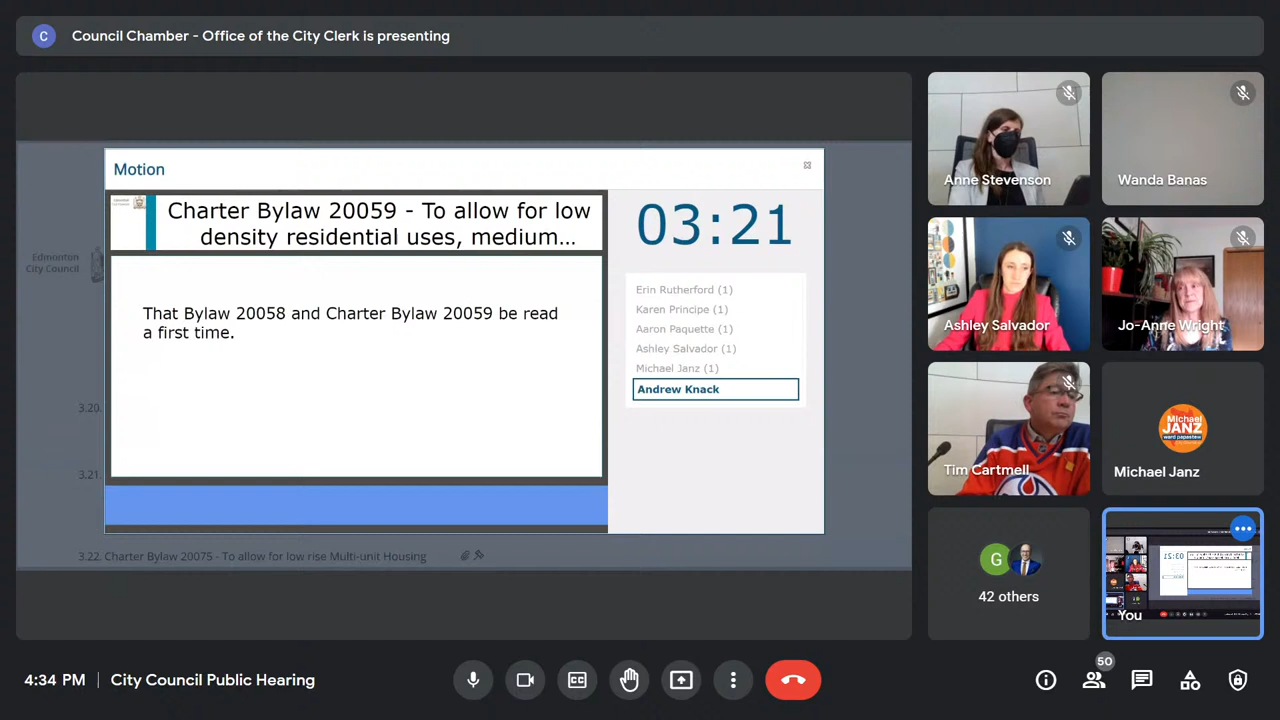 C
Council Chamber - Office of the City Clerk is presenting
Motion
Charter Bylaw 20059 - To allow for low
density residential uses, medium...
That Bylaw 20058 and Charter Bylaw 20059 be read
a first time.
03:21
Erin Rutherford (1)
Karen Principe (1)
Aaron Paquette (1)
Ashley Salvador (1)
Michael Janz (1)
Andrew Knack
Edmonton
City Council
3.20.
3.21
3.22. Charter Bylaw 20075 - To allow for low rise Multi-unit Housing
Anne Stevenson
Wanda Banas
Ashley Salvador
Jo-Anne Wright
Tim Cartmell
Michael
JANZ
ward papastew
Michael Janz
G
42 others
03:21
You
4:34 PM
City Council Public Hearing
CC
50